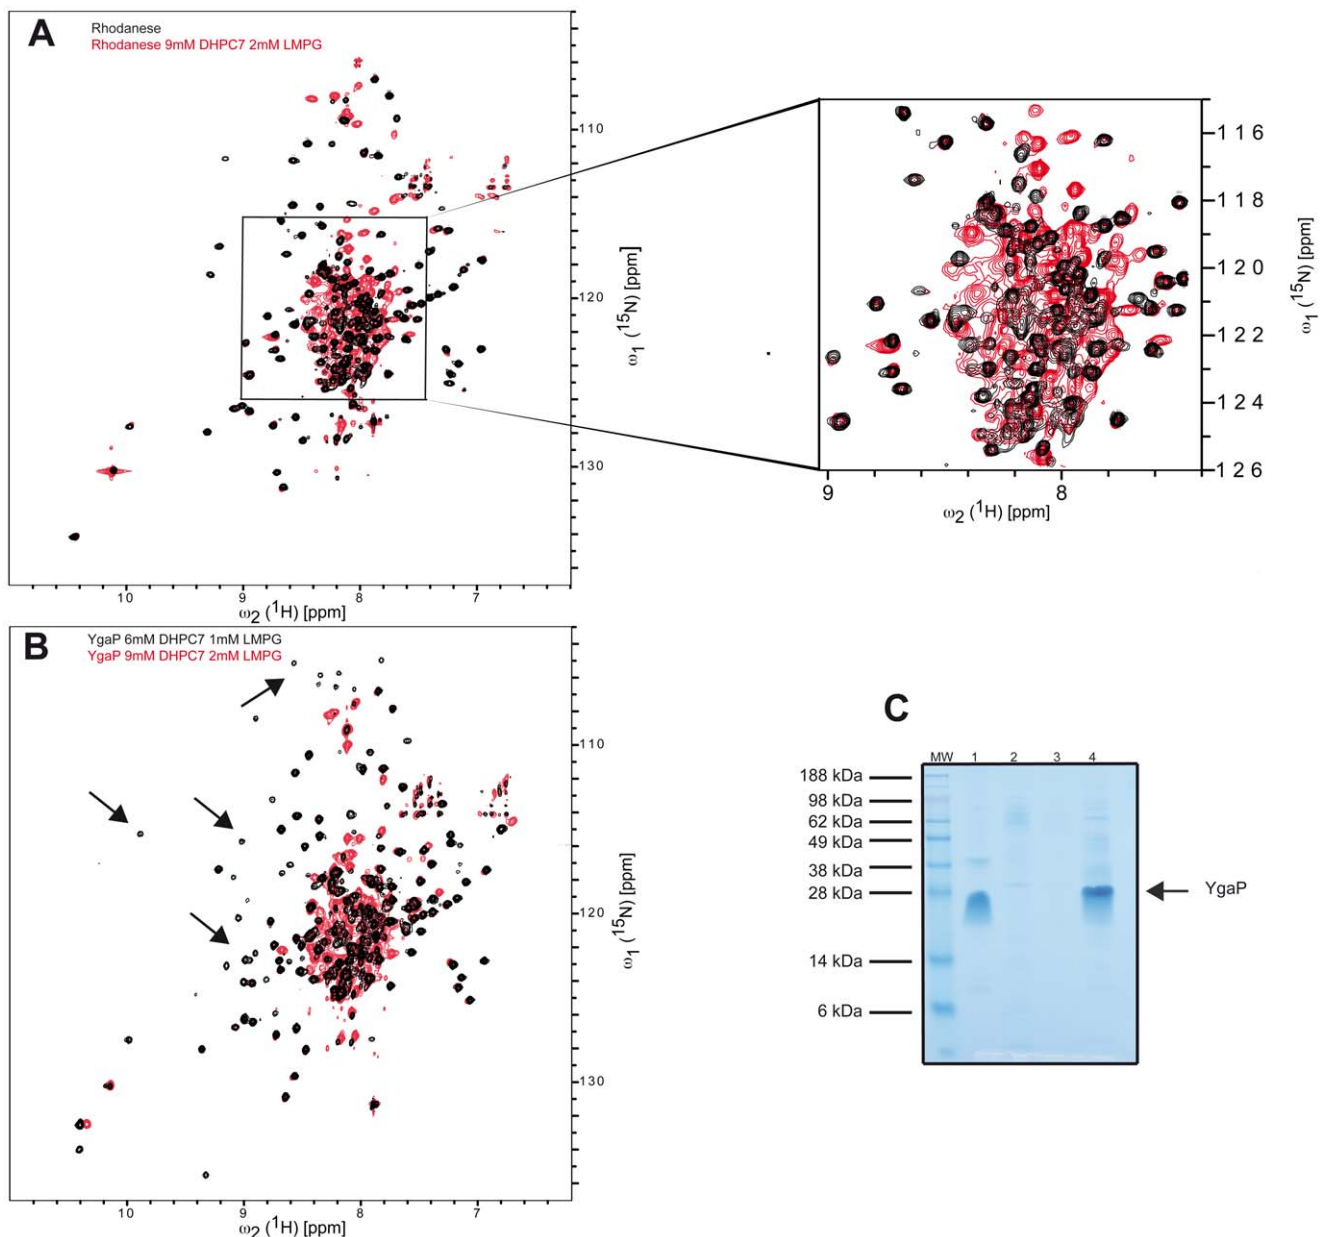 A
Rhodanese
Rhodanese 9mM DHPC7 2mM LMPG
110
120
130
ω1 (15N) [ppm]
10 9 8 7
ω2 (1H) [ppm]
116
118
120
122
124
126
ω1 (15N) [ppm]
9 8
ω2 (1H) [ppm]
B
YgaP 6mM DHPC7 1mM LMPG
YgaP 9mM DHPC7 2mM LMPG
110
120
130
ω1 (15N) [ppm]
10 9 8 7
ω2 (1H) [ppm]
C
MW 1 2 3 4
188 kDa
98 kDa
62 kDa
49 kDa
38 kDa
28 kDa
14 kDa
6 kDa
YgaP